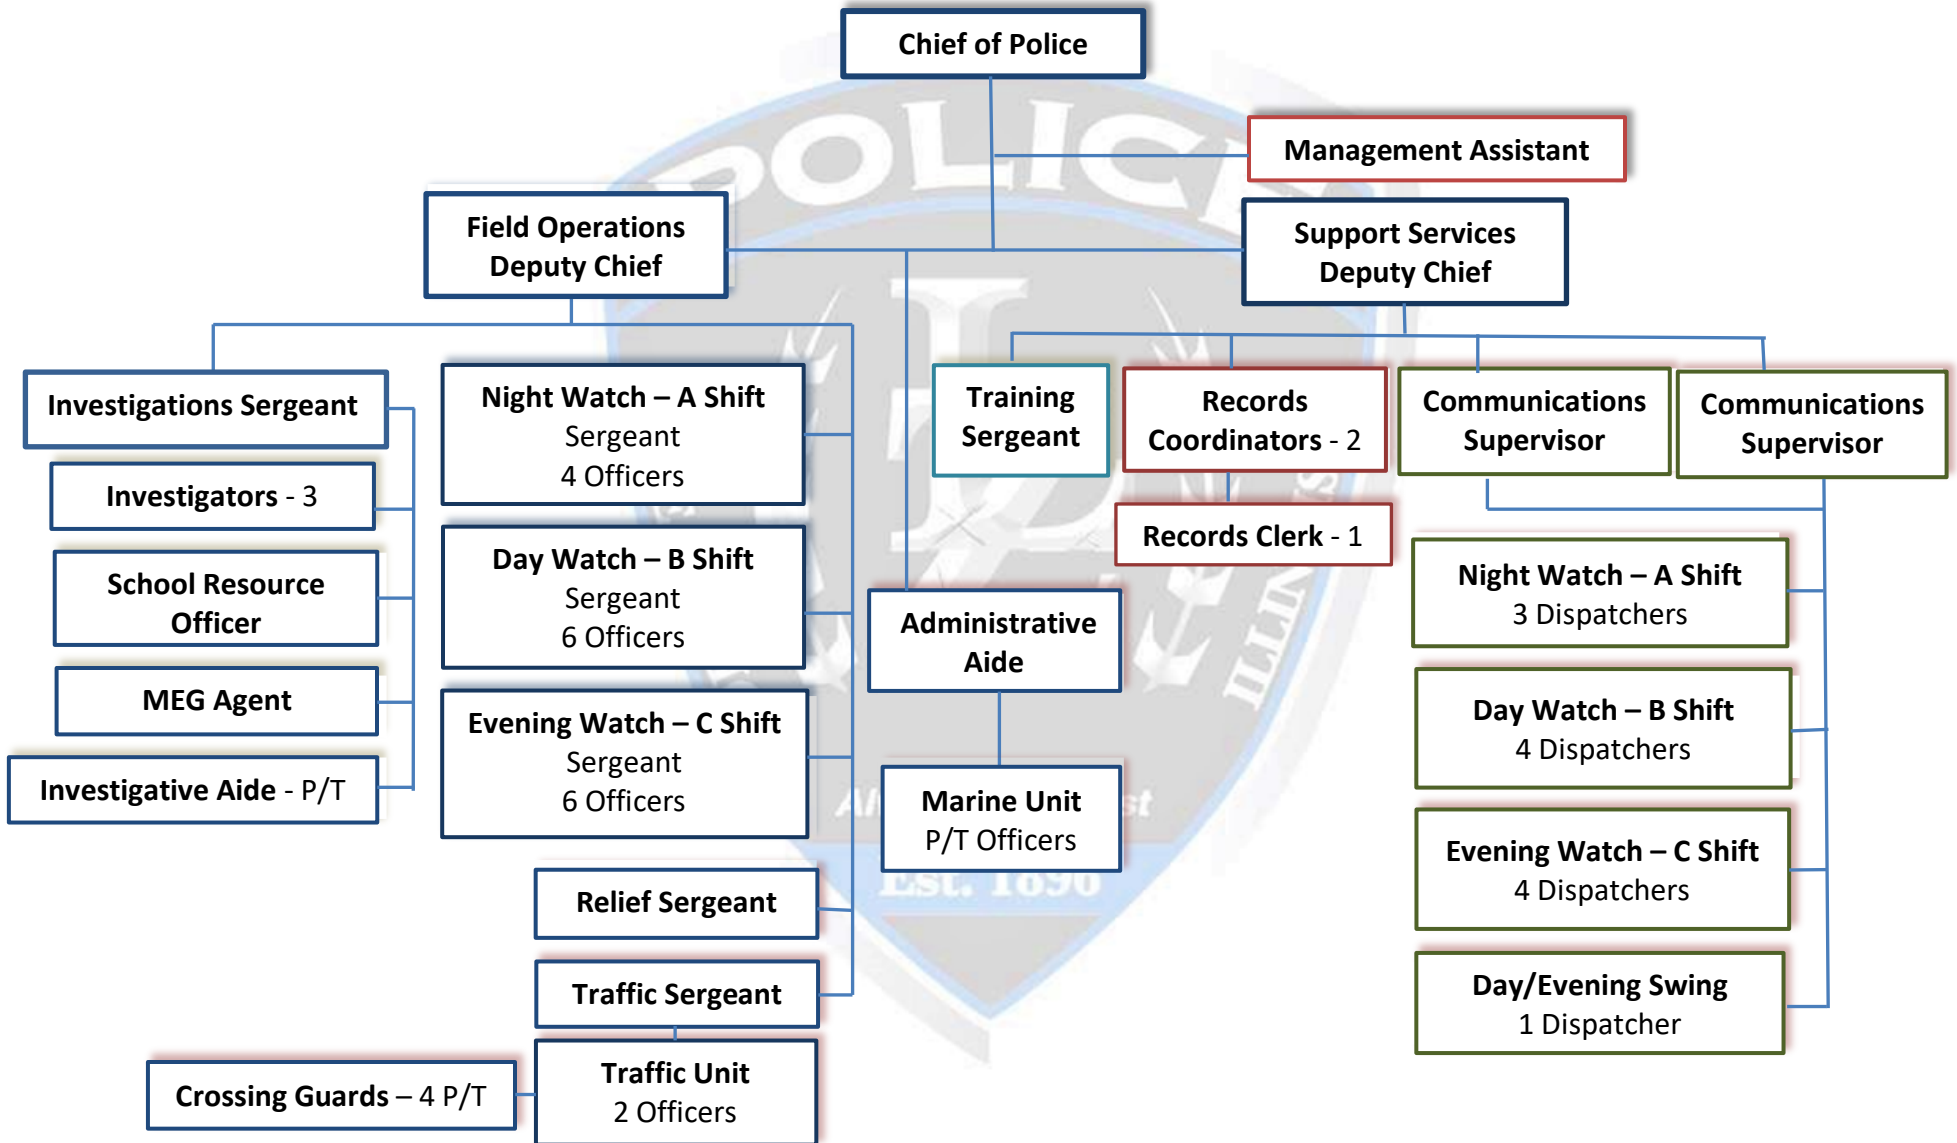 Chief of Police
Management Assistant
Field Operations
Deputy Chief
Support Services
Deputy Chief
Investigations Sergeant
Investigators - 3
School Resource
Officer
MEG Agent
Investigative Aide - P/T
Night Watch – A Shift
Sergeant
4 Officers
Day Watch – B Shift
Sergeant
6 Officers
Evening Watch – C Shift
Sergeant
6 Officers
Relief Sergeant
Traffic Sergeant
Traffic Unit
2 Officers
Crossing Guards – 4 P/T
Administrative
Aide
Marine Unit
P/T Officers
Training
Sergeant
Records
Coordinators - 2
Records Clerk - 1
Communications
Supervisor
Communications
Supervisor
Night Watch – A Shift
3 Dispatchers
Day Watch – B Shift
4 Dispatchers
Evening Watch – C Shift
4 Dispatchers
Day/Evening Swing
1 Dispatcher
POLICE
Est. 1896